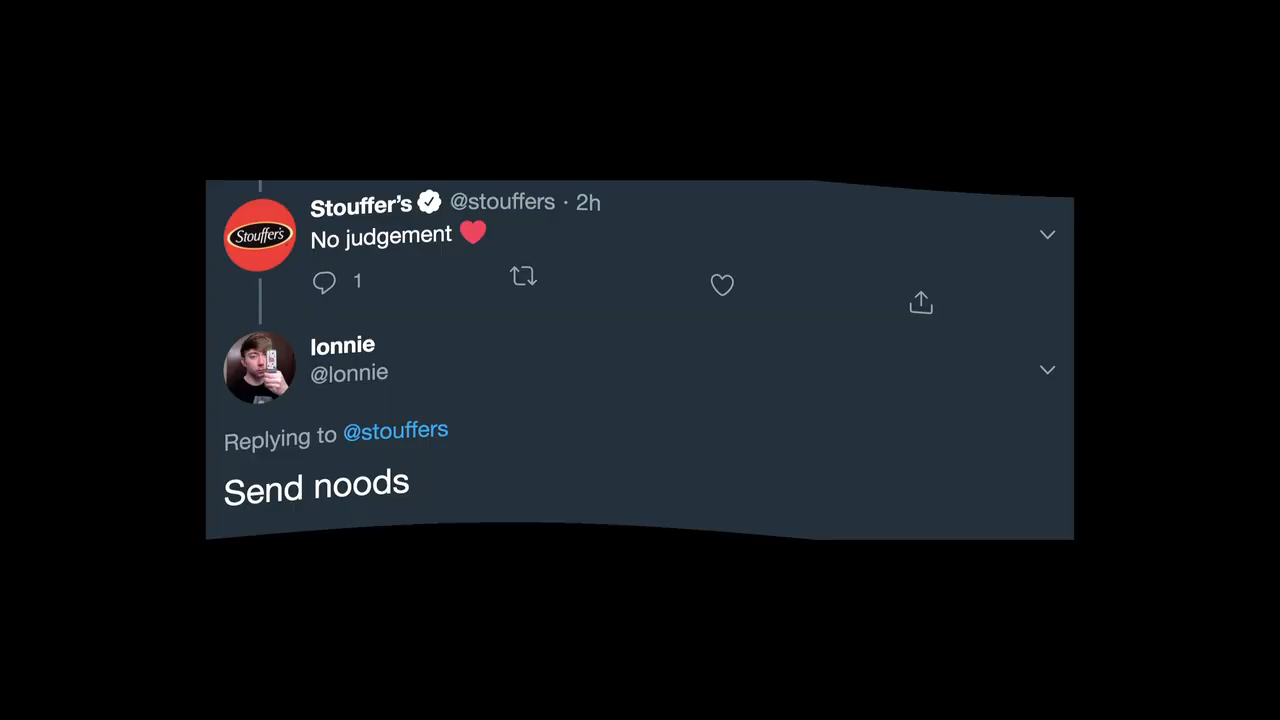 Stouffer's @stouffers · 2h
Stouffer's
No judgement ❤️
1
lonnie
@lonnie
Replying to @stouffers
Send noods